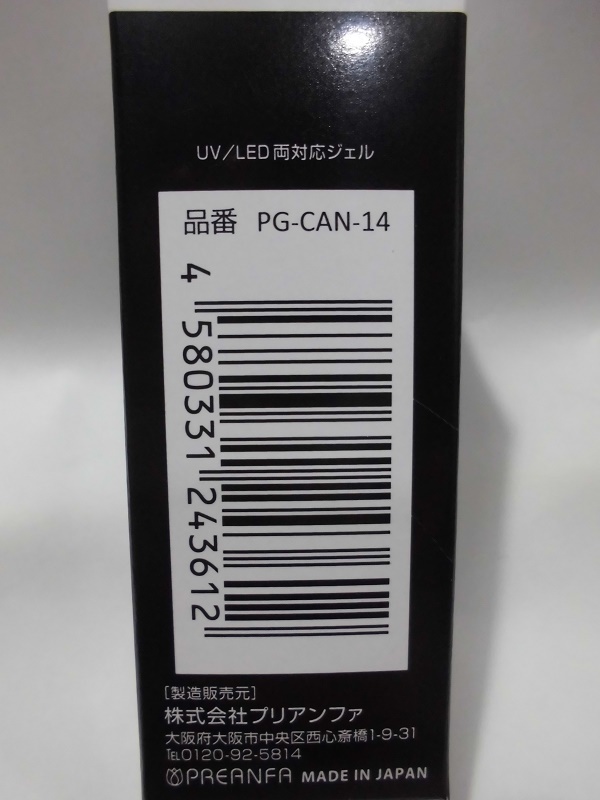 UV/LED両対応ジェル
品番 PG-CAN-14
4 580331 243612
[製造販売元]
株式会社プリアンファ
大阪府大阪市中央区西心斎橋1-9-31
TEL0120-92-5814
PREANFA MADE IN JAPAN